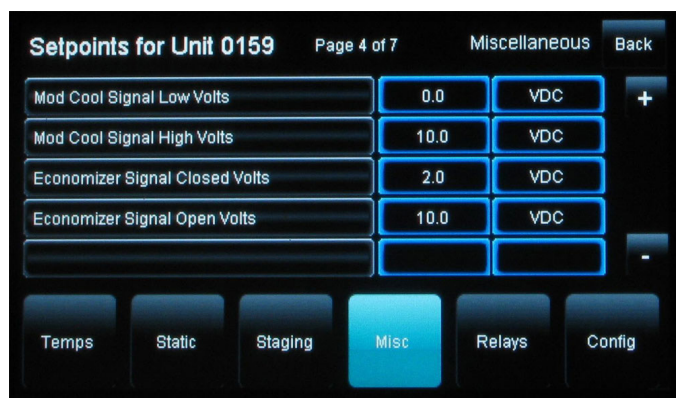 Setpoints for Unit 0159 Page 4 of 7 Miscellaneous Back
Mod Cool Signal Low Volts 0.0 VDC +
Mod Cool Signal High Volts 10.0 VDC
Economizer Signal Closed Volts 2.0 VDC
Economizer Signal Open Volts 10.0 VDC
-
Temps Static Staging Misc Relays Config